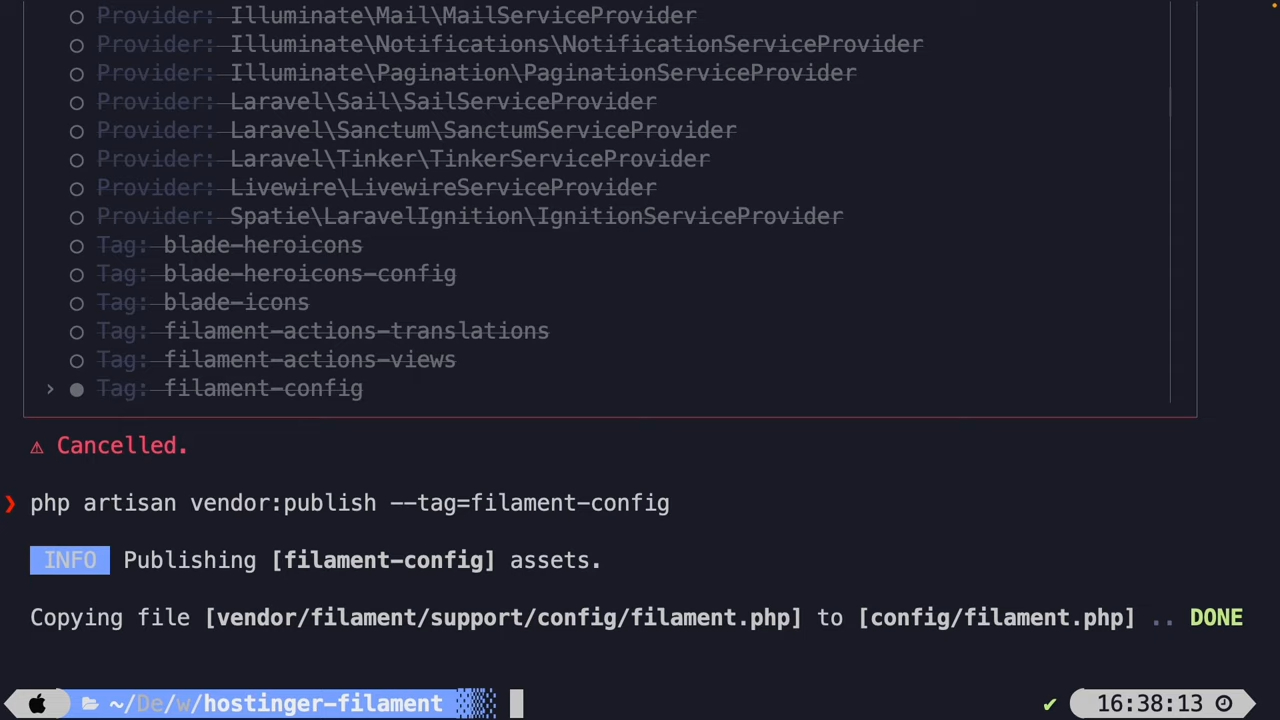 ○ Provider: Illuminate\Mail\MailServiceProvider
○ Provider: Illuminate\Notifications\NotificationServiceProvider
○ Provider: Illuminate\Pagination\PaginationServiceProvider
○ Provider: Laravel\Sail\SailServiceProvider
○ Provider: Laravel\Sanctum\SanctumServiceProvider
○ Provider: Laravel\Tinker\TinkerServiceProvider
○ Provider: Livewire\LivewireServiceProvider
○ Provider: Spatie\LaravelIgnition\IgnitionServiceProvider
○ Tag: blade-heroicons
○ Tag: blade-heroicons-config
○ Tag: blade-icons
○ Tag: filament-actions-translations
○ Tag: filament-actions-views
› ● Tag: filament-config
⚠ Cancelled.
❯ php artisan vendor:publish --tag=filament-config
INFO Publishing [filament-config] assets.
Copying file [vendor/filament/support/config/filament.php] to [config/filament.php] .. DONE
~/De/w/hostinger-filament ✔ 16:38:13